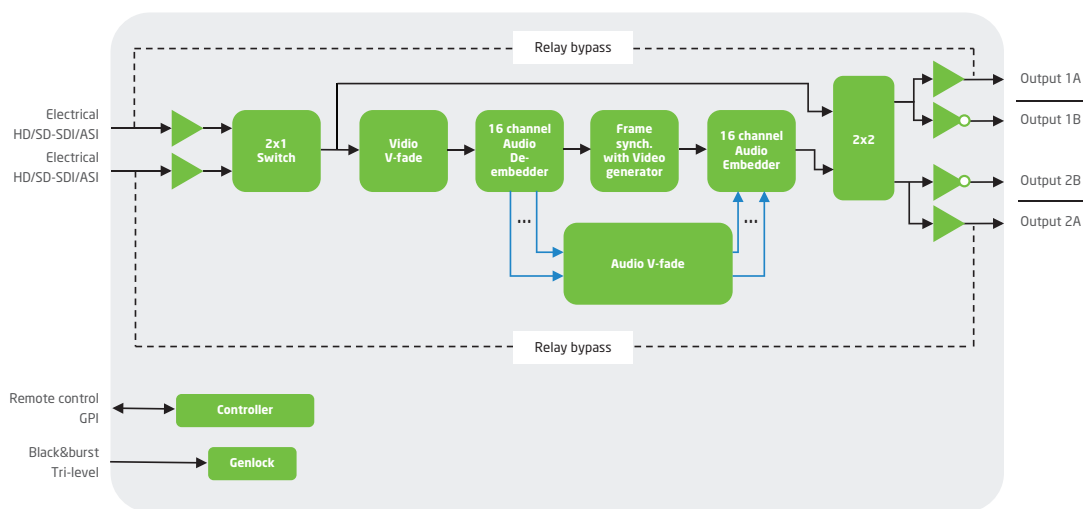 Relay bypass
Electrical
HD/SD-SDI/ASI
Electrical
HD/SD-SDI/ASI
2x1
Switch
Vidio
V-fade
16 channel
Audio
De-
embedder
Frame
synch.
with Video
generator
16 channel
Audio
Embedder
2x2
Output 1A
Output 1B
Output 2B
Output 2A
...
...
Audio V-fade
Relay bypass
Remote control
GPI
Controller
Black&burst
Tri-level
Genlock